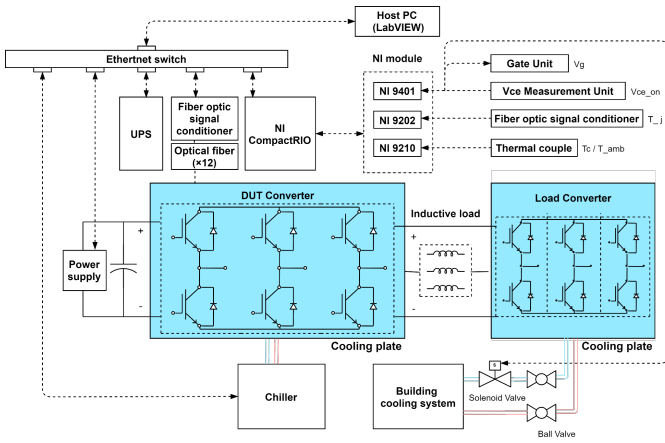 Host PC
(LabVIEW)
Ethertnet switch
NI module
Gate Unit
Vg
NI 9401
Vce Measurement Unit
Vce_on
UPS
Fiber optic
signal
conditioner
NI
CompactRIO
NI 9202
Fiber optic signal conditioner
T_j
Optical fiber
(×12)
NI 9210
Thermal couple
Tc / T_amb
DUT Converter
Load Converter
Inductive load
+
+
Power
supply
-
-
Cooling plate
Cooling plate
s
Chiller
Building
cooling system
Solenoid Valve
Ball Valve